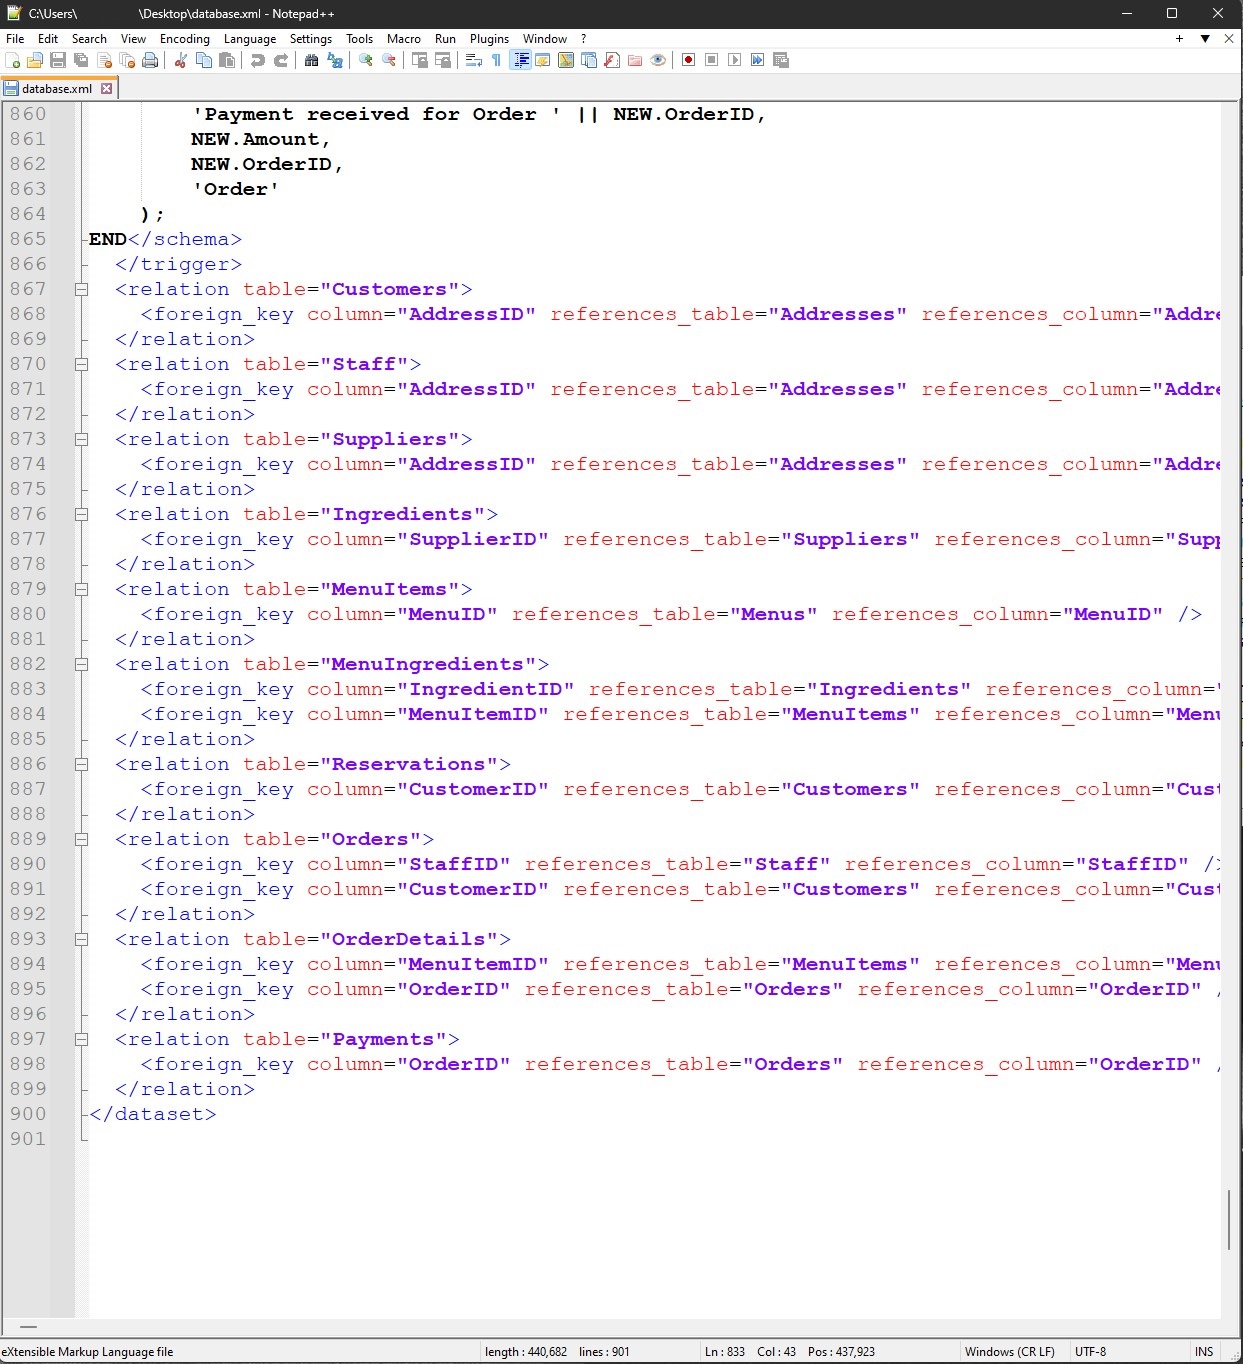 C:\Users\ \Desktop\database.xml - Notepad++
File Edit Search View Encoding Language Settings Tools Macro Run Plugins Window ?
database.xml
860 'Payment received for Order ' || NEW.OrderID,
861 NEW.Amount,
862 NEW.OrderID,
863 'Order'
864 );
865 END</schema>
866 </trigger>
867 <relation table="Customers">
868 <foreign_key column="AddressID" references_table="Addresses" references_column="Addre
869 </relation>
870 <relation table="Staff">
871 <foreign_key column="AddressID" references_table="Addresses" references_column="Addre
872 </relation>
873 <relation table="Suppliers">
874 <foreign_key column="AddressID" references_table="Addresses" references_column="Addre
875 </relation>
876 <relation table="Ingredients">
877 <foreign_key column="SupplierID" references_table="Suppliers" references_column="Supp
878 </relation>
879 <relation table="MenuItems">
880 <foreign_key column="MenuID" references_table="Menus" references_column="MenuID" />
881 </relation>
882 <relation table="MenuIngredients">
883 <foreign_key column="IngredientID" references_table="Ingredients" references_column="
884 <foreign_key column="MenuItemID" references_table="MenuItems" references_column="Menu
885 </relation>
886 <relation table="Reservations">
887 <foreign_key column="CustomerID" references_table="Customers" references_column="Cust
888 </relation>
889 <relation table="Orders">
890 <foreign_key column="StaffID" references_table="Staff" references_column="StaffID" />
891 <foreign_key column="CustomerID" references_table="Customers" references_column="Cust
892 </relation>
893 <relation table="OrderDetails">
894 <foreign_key column="MenuItemID" references_table="MenuItems" references_column="Menu
895 <foreign_key column="OrderID" references_table="Orders" references_column="OrderID" /
896 </relation>
897 <relation table="Payments">
898 <foreign_key column="OrderID" references_table="Orders" references_column="OrderID" /
899 </relation>
900 </dataset>
901
eXtensible Markup Language file length : 440,682 lines : 901 Ln : 833 Col : 43 Pos : 437,923 Windows (CR LF) UTF-8 INS